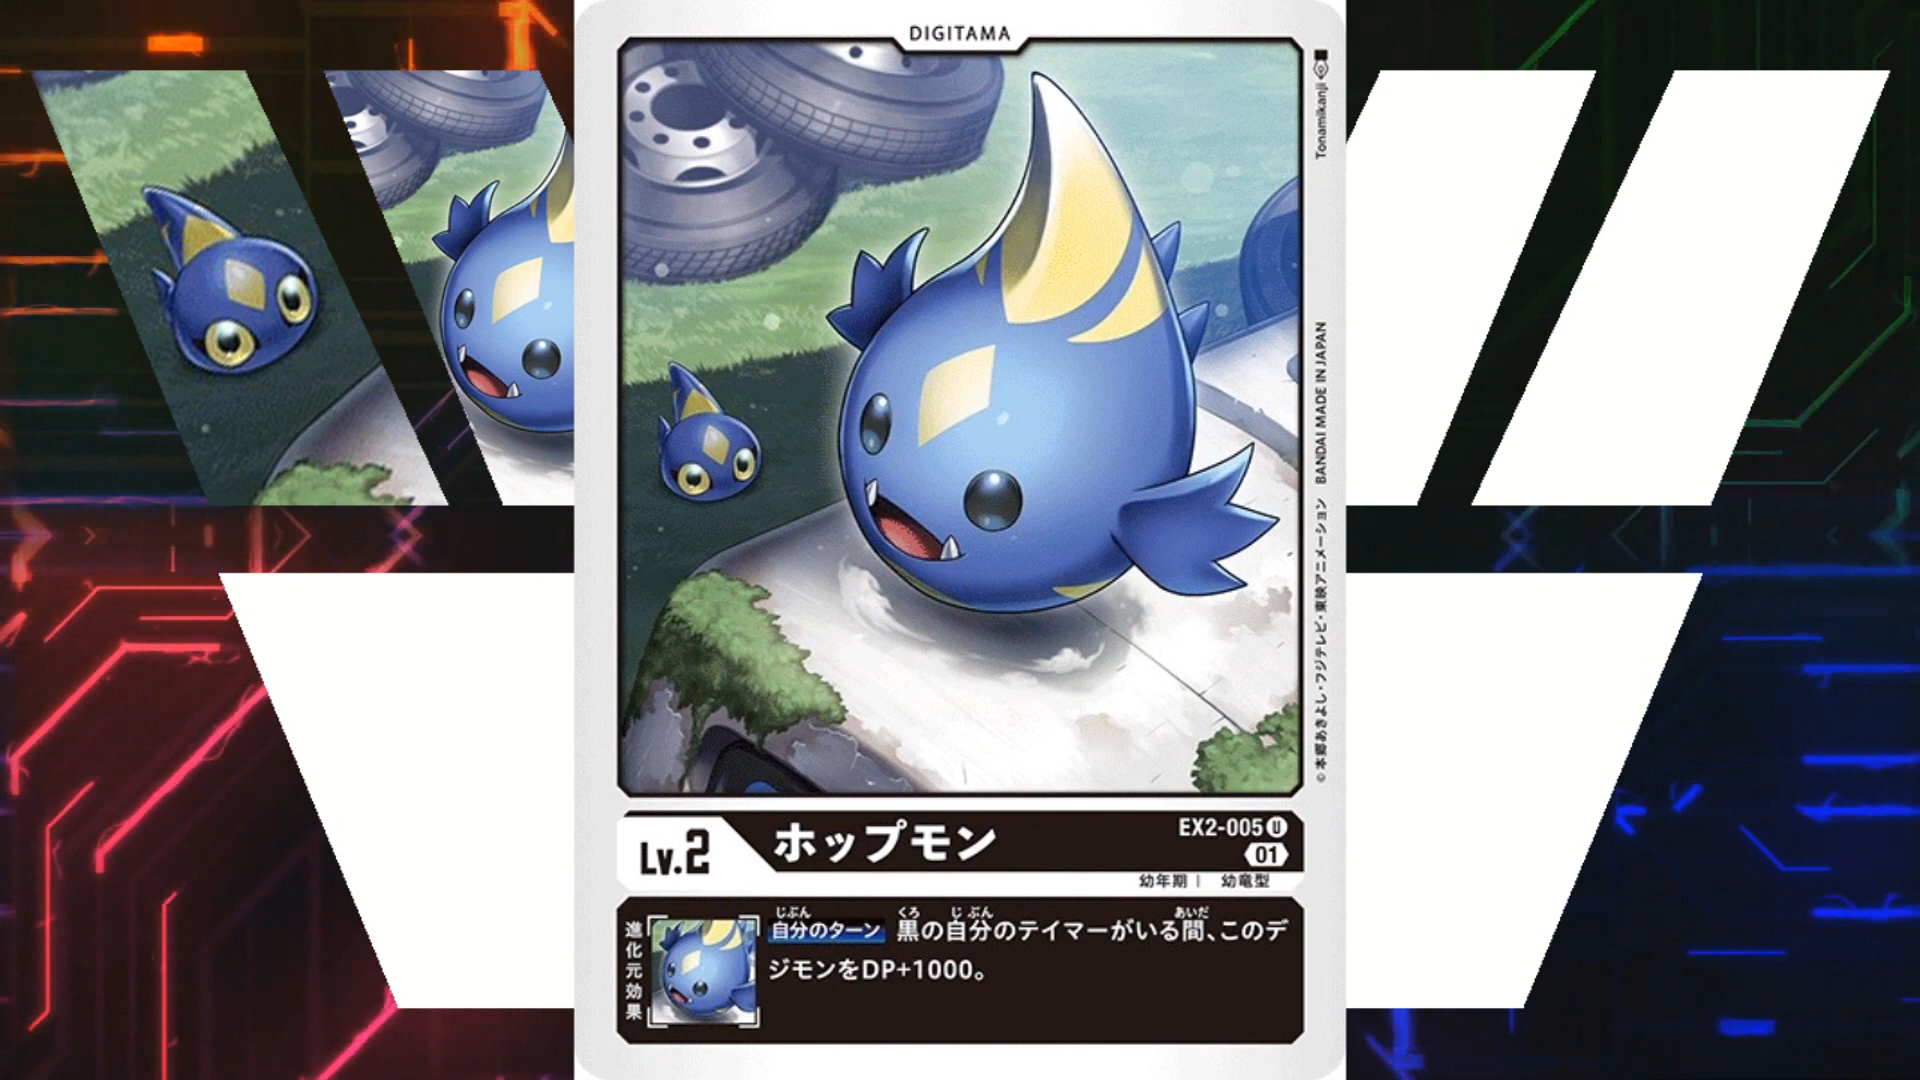 DIGITAMA
Tonamikanji
BANDAI MADE IN JAPAN
©本郷あきよし・フジテレビ・東映アニメーション
Lv.2
ホップモン
EX2-005 U
01
幼年期 | 幼竜型
進化元効果
じぶん くろ じぶん あいだ
自分のターン 黒の自分のテイマーがいる間、このデ
ジモンをDP+1000。